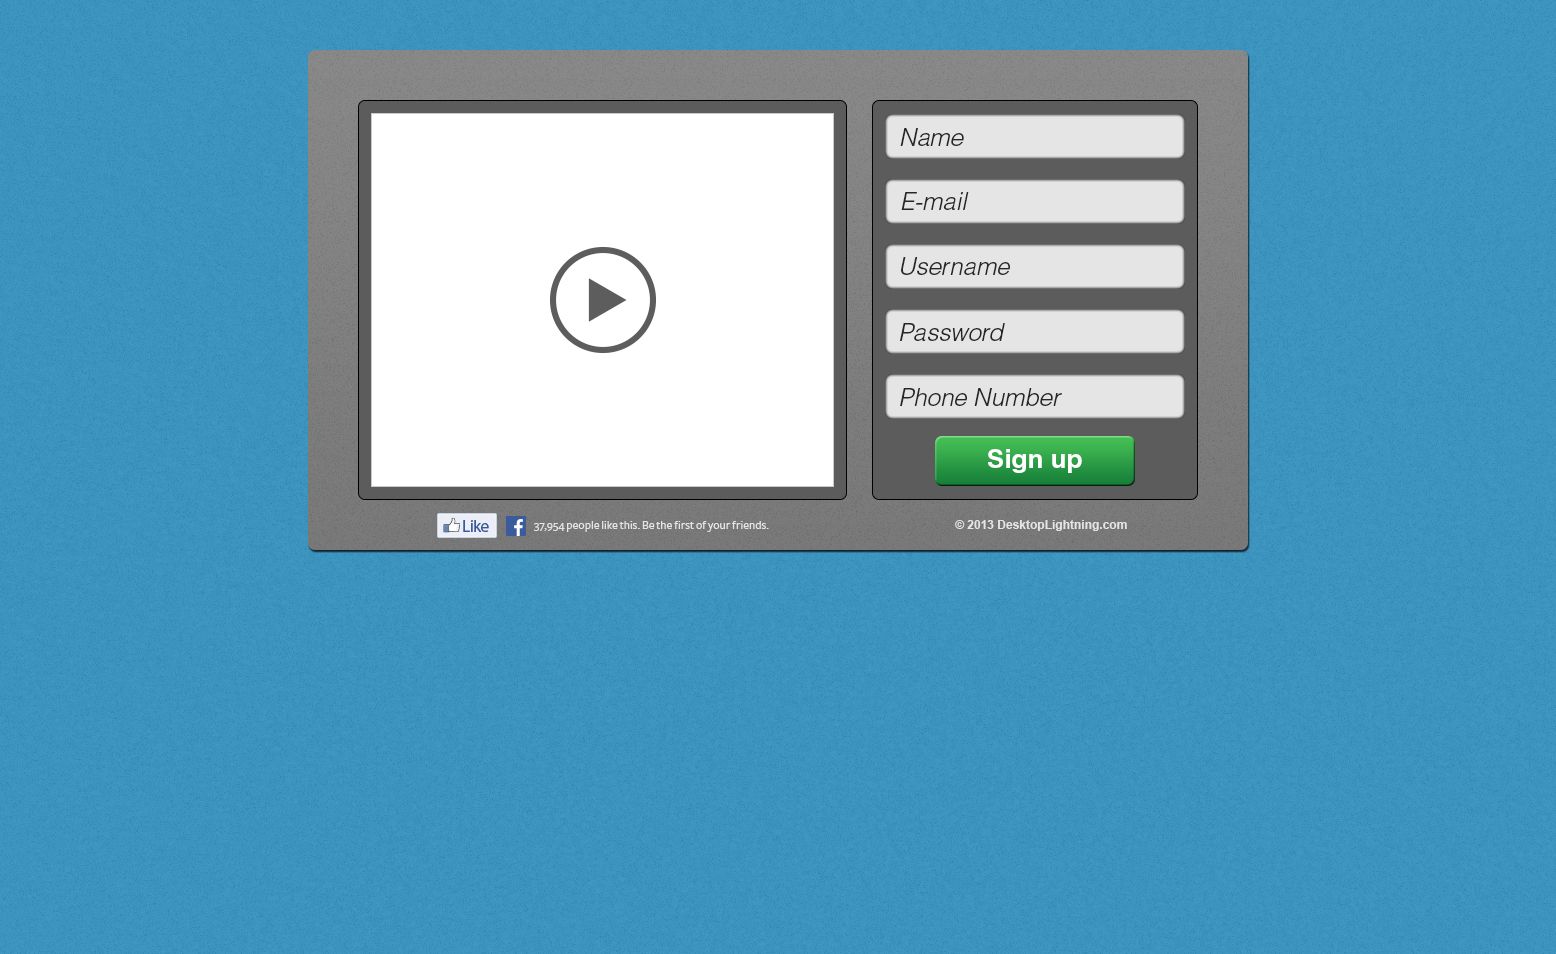 Name
E-mail
Username
Password
Phone Number
Sign up
Like
f
37,954 people like this. Be the first of your friends.
© 2013 DesktopLightning.com